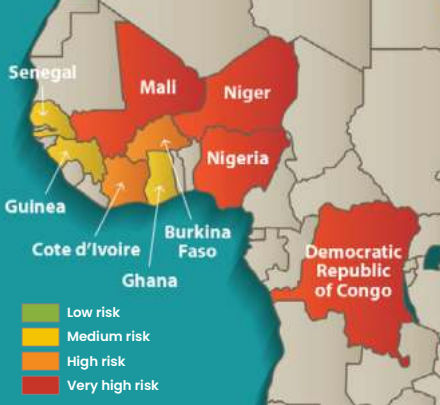 Senegal
Mali
Niger
Nigeria
Guinea
Cote d'Ivoire
Burkina
Faso
Ghana
Democratic
Republic
of Congo
Low risk
Medium risk
High risk
Very high risk